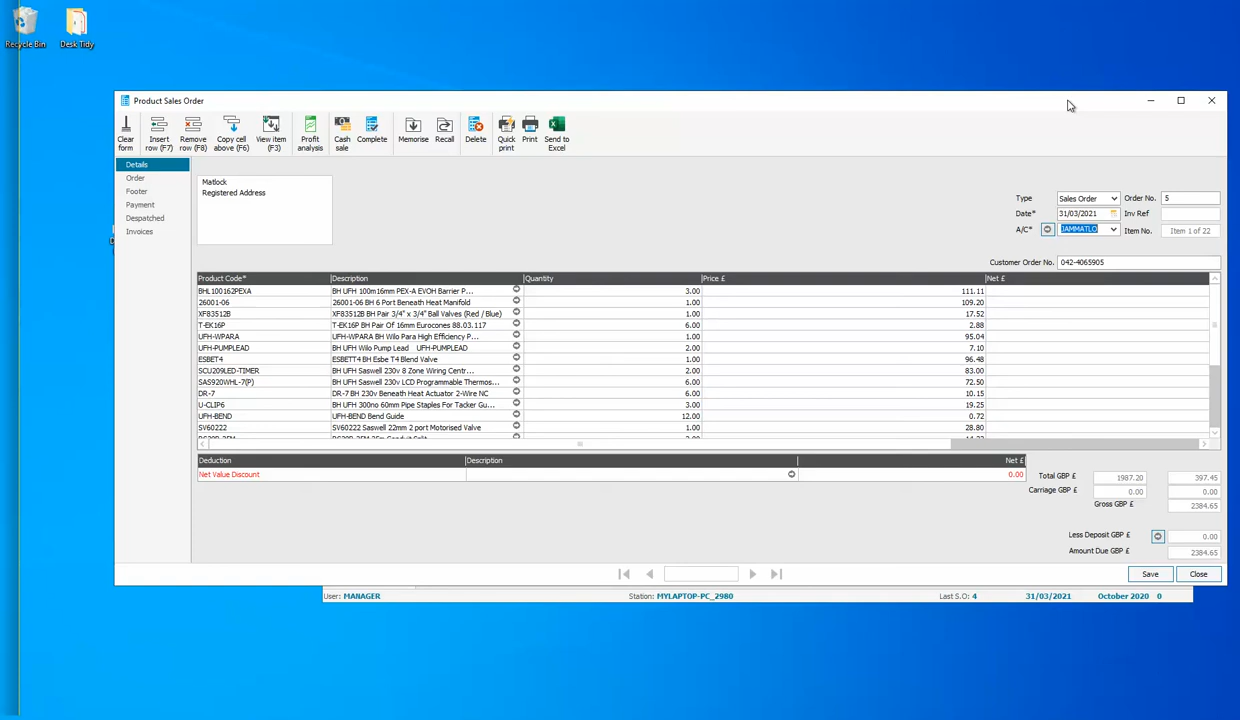 Recycle Bin
Desk Tidy
Product Sales Order
Clear form
Insert row (F7)
Remove row (F8)
Copy cell above (F6)
View item (F3)
Profit analysis
Cash sale
Complete
Memorise
Recall
Delete
Quick print
Print
Send to Excel
Details
Order
Footer
Payment
Despatched
Invoices
Matlock
Registered Address
Type Sales Order Order No. 5
Date* 31/03/2021 Inv Ref
A/C* JAMMATLO Item No. Item 1 of 22
Customer Order No. 042-4065905
Product Code* Description Quantity Price £ Net £
BHL100162PEXA BH UFH 100m16mm PEX-A EVOH Barrier P... 3.00 111.11
26001-06 26001-06 BH 6 Port Beneath Heat Manifold 1.00 109.20
XF83512B XF83512B BH Pair 3/4" x 3/4" Ball Valves (Red / Blue) 1.00 17.52
T-EK16P T-EK16P BH Pair Of 16mm Eurocones 88.03.117 6.00 2.88
UFH-WPARA UFH-WPARA BH Wilo Para High Efficiency P... 1.00 95.04
UFH-PUMPLEAD BH UFH Wilo Pump Lead UFH-PUMPLEAD 2.00 7.10
ESBET4 ESBETT4 BH Esbe T4 Blend Valve 1.00 96.48
SCU209LED-TIMER BH UFH Saswell 230v 8 Zone Wiring Centr... 2.00 83.00
SAS920WHL-7(P) BH UFH Saswell 230v LCD Programmable Thermos... 6.00 72.50
DR-7 DR-7 BH 230v Beneath Heat Actuator 2-Wire NC 6.00 10.15
U-CLIP6 BH UFH 300no 60mm Pipe Staples For Tacker Gu... 3.00 19.25
UFH-BEND UFH-BEND Bend Guide 12.00 0.72
SV60222 SV60222 Saswell 22mm 2 port Motorised Valve 1.00 28.80
Deduction Description Net £
Net Value Discount 0.00
Total GBP £ 1987.20 397.45
Carriage GBP £ 0.00 0.00
Gross GBP £ 2384.65
Less Deposit GBP £ 0.00
Amount Due GBP £ 2384.65
Save Close
User: MANAGER Station: MYLAPTOP-PC_2980 Last S.O: 4 31/03/2021 October 2020 0